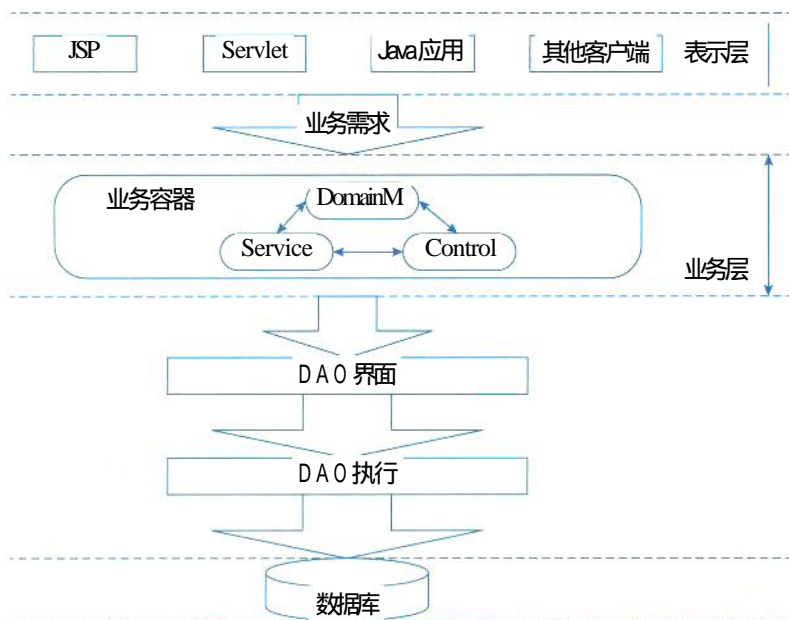 JSP
Servlet
Java应用
其他客户端
表示层
业务需求
业务容器
DomainM
Service
Control
业务层
DAO界面
DAO执行
数据库